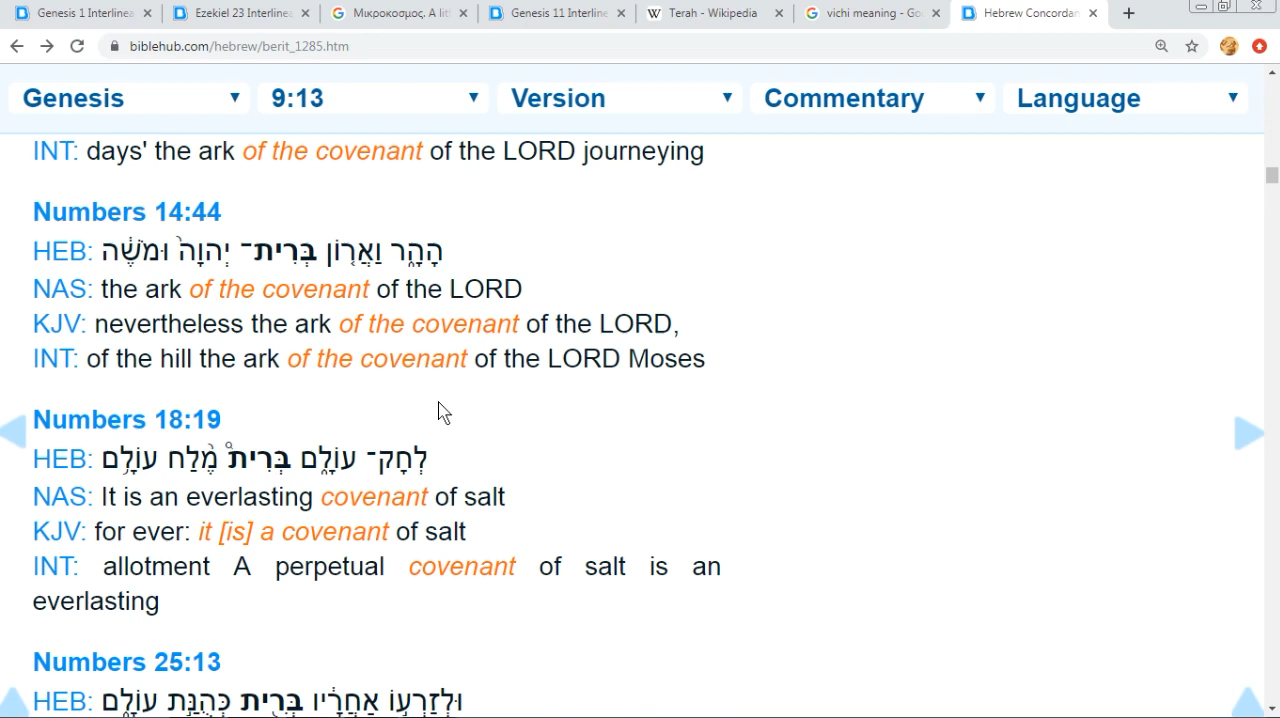 Genesis 1 Interlinea
Ezekiel 23 Interlinea
Μικροκοσμος. A lit
Genesis 11 Interline
Terah - Wikipedia
vichi meaning - Go
Hebrew Concordan
biblehub.com/hebrew/berit_1285.htm
Genesis 9:13 Version Commentary Language
INT: days' the ark of the covenant of the LORD journeying
Numbers 14:44
HEB: הָהָ֑ר וַאֲר֤וֹן בְּרִית־ יְהוָה֙ וּמֹשֶׁ֔ה
NAS: the ark of the covenant of the LORD
KJV: nevertheless the ark of the covenant of the LORD,
INT: of the hill the ark of the covenant of the LORD Moses
Numbers 18:19
HEB: לְחָק־ עוֹלָ֑ם בְּרִית֩ מֶ֨לַח עוֹלָ֥ם
NAS: It is an everlasting covenant of salt
KJV: for ever: it [is] a covenant of salt
INT: allotment A perpetual covenant of salt is an
everlasting
Numbers 25:13
HEB: וּלְזַרְע֣וֹ אַחֲרָ֔יו בְּרִ֖ית כְּהֻנַּ֣ת עוֹלָ֑ם